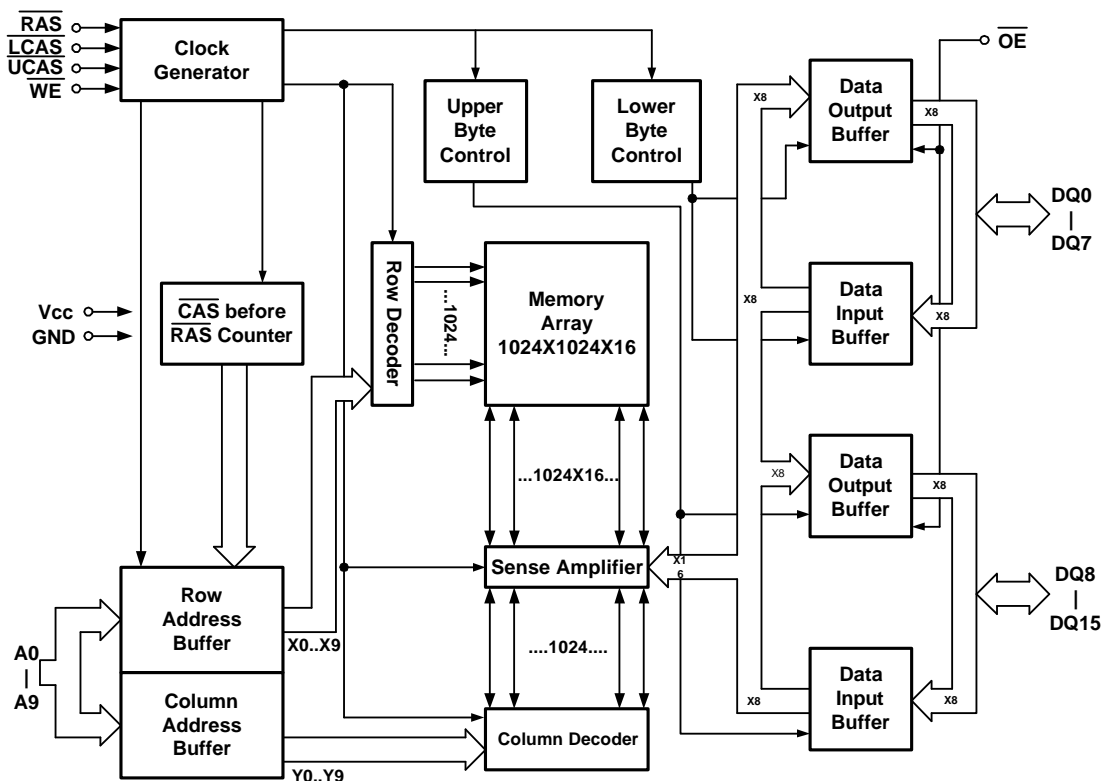 RAS
LCAS
UCAS
WE
Clock
Generator
Upper
Byte
Control
Lower
Byte
Control
Data
Output
Buffer
OE
X8
X8
DQ0
|
DQ7
Vcc
GND
CAS before
RAS Counter
Row Decoder
...1024...
Memory
Array
1024X1024X16
X8
Data
Input
Buffer
X8
...1024X16...
X8
Data
Output
Buffer
X8
Sense Amplifier
X1
6
DQ8
|
DQ15
A0
|
A9
Row
Address
Buffer
X0..X9
....1024....
Column
Address
Buffer
Y0..Y9
Column Decoder
X8
Data
Input
Buffer
X8